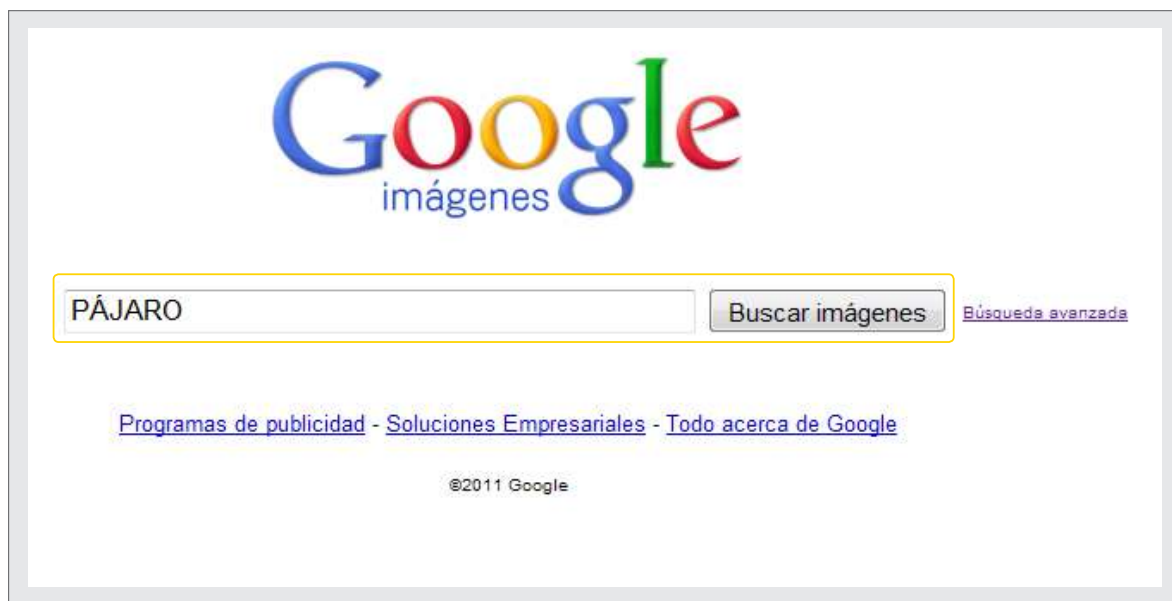 Google
imágenes
PÁJARO Buscar imágenes Búsqueda avanzada
Programas de publicidad - Soluciones Empresariales - Todo acerca de Google
©2011 Google